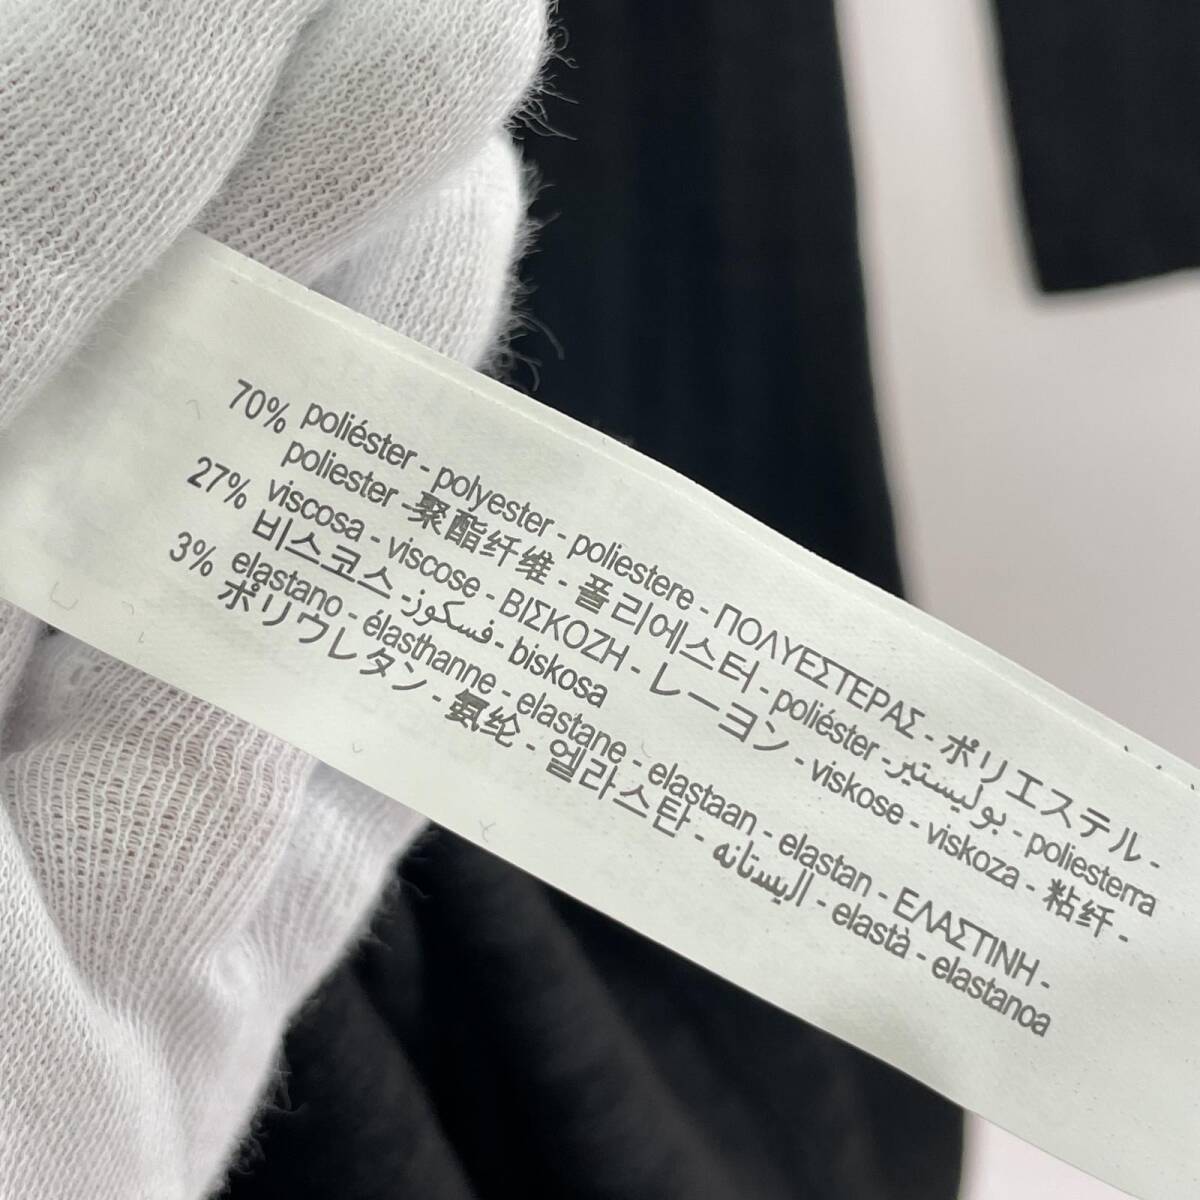 70% poliéster - polyester - poliestere - ΠΟΛΥΕΣΤΕΡΑΣ - ポリエステル -
poliester -聚酯纤维 - 폴리에스터 - poliéster - بوليستير - poliesterra
27% viscosa - viscose - ΒΙΣΚΟΖΗ - レーヨン - viskose - viskoza - 粘纤 -
비스코스 - فسكوز - biskosa
3% elastano - élasthanne - elastane - elastaan - elastan - ΕΛΑΣΤΙΝΗ -
ポリウレタン - 氨纶 - 엘라스탄 - اليستانه - elastà - elastanoa